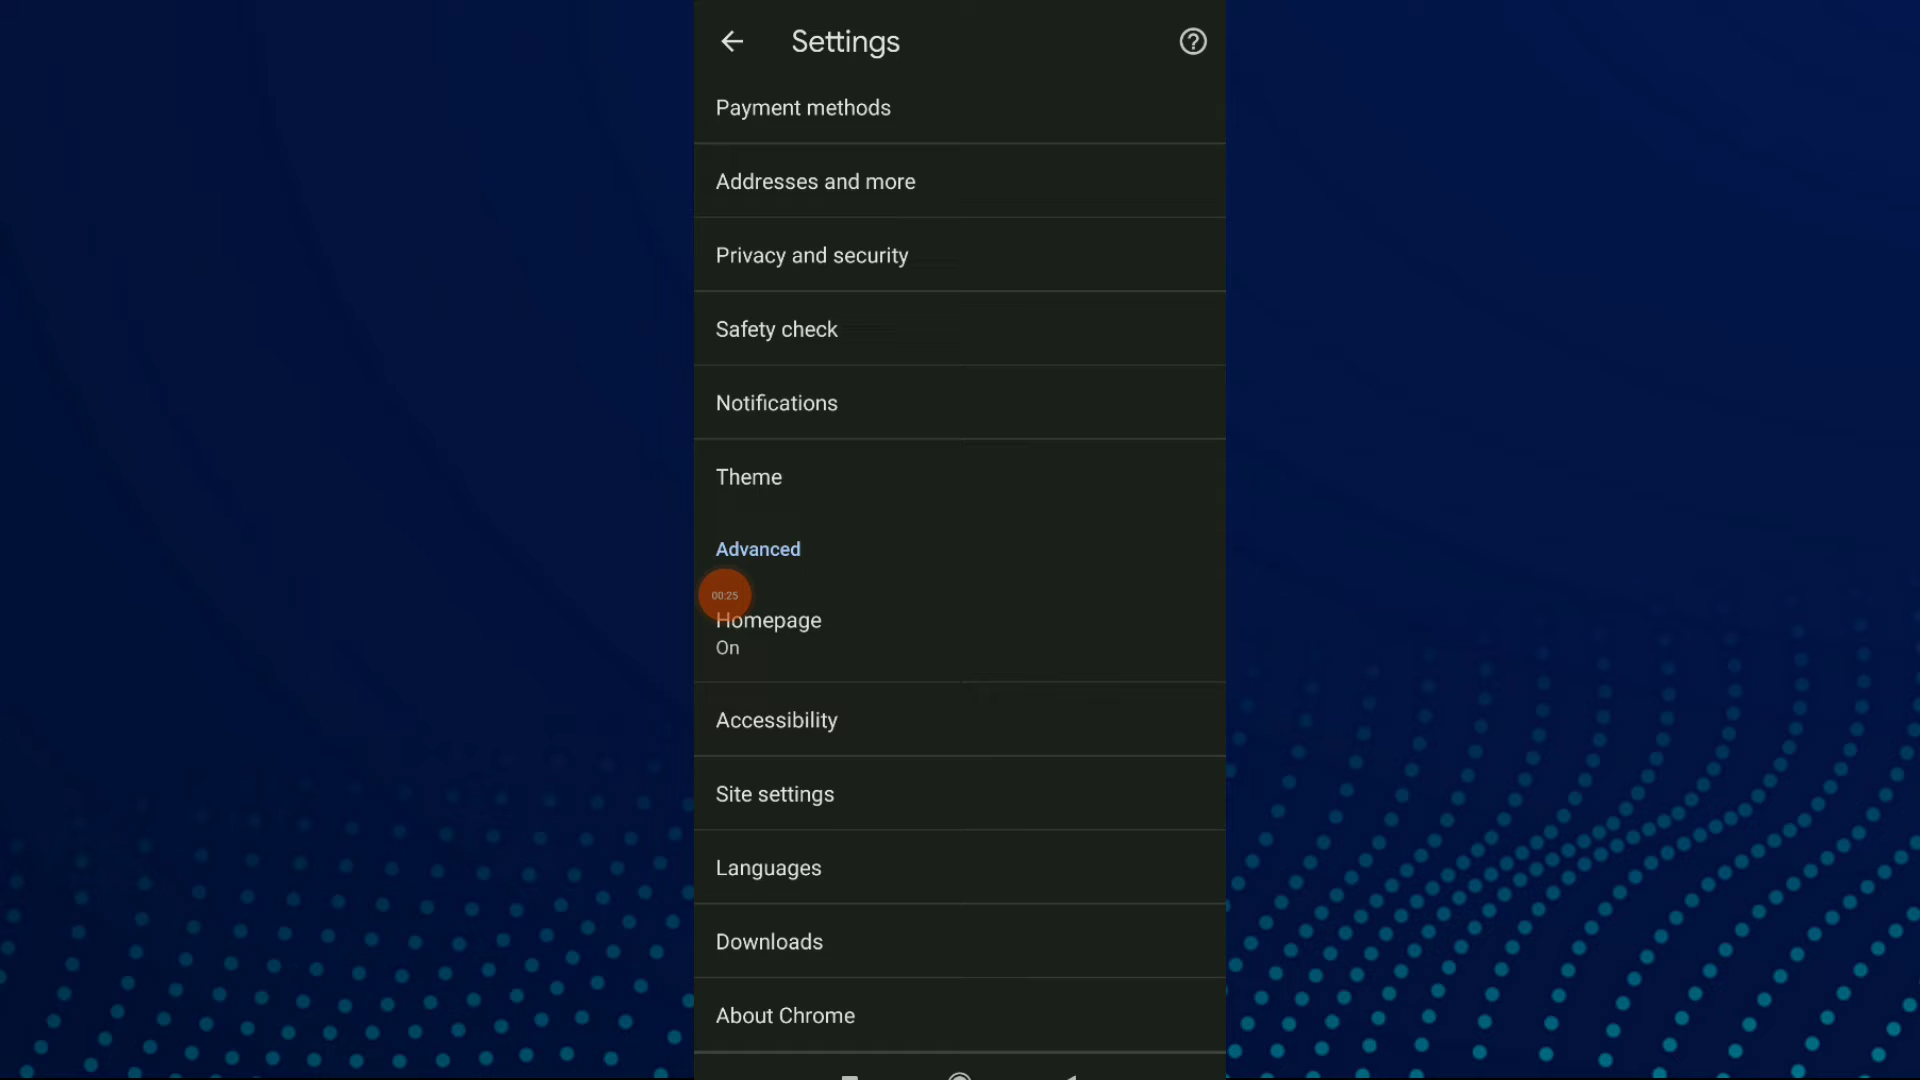 Settings
Payment methods
Addresses and more
Privacy and security
Safety check
Notifications
Theme
Advanced
00:25
Homepage
On
Accessibility
Site settings
Languages
Downloads
About Chrome